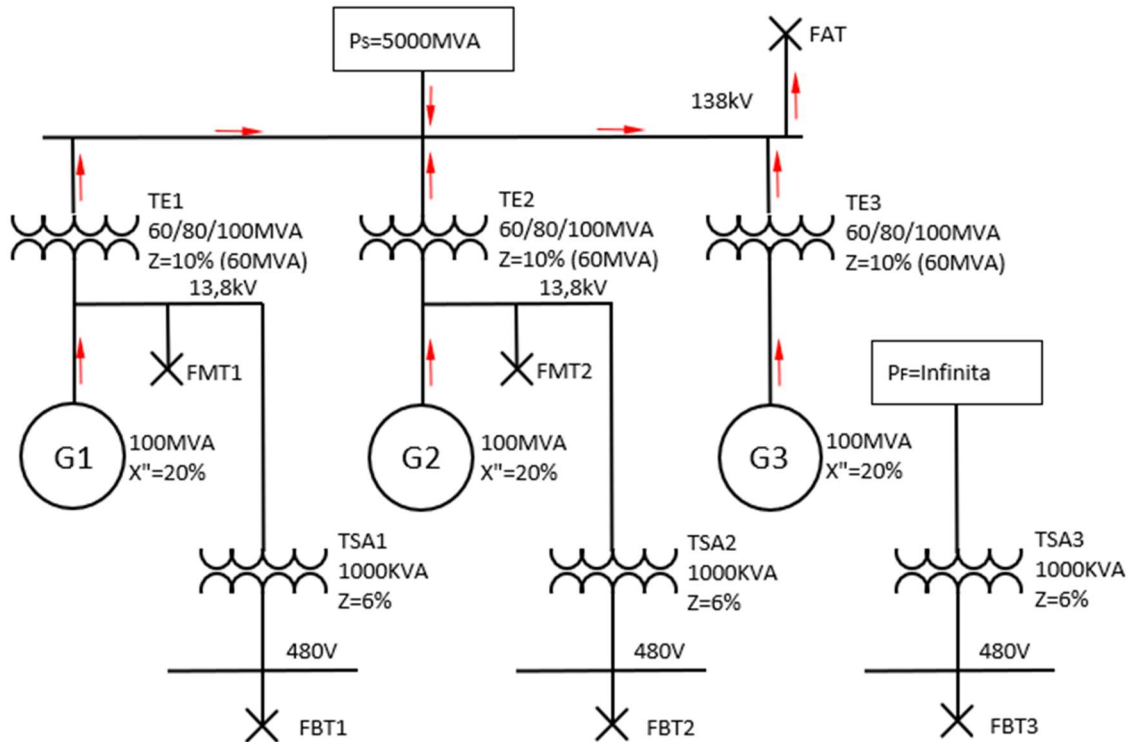 Ps=5000MVA
FAT
138kV
TE1
60/80/100MVA
Z=10% (60MVA)
13,8kV
TE2
60/80/100MVA
Z=10% (60MVA)
13,8kV
TE3
60/80/100MVA
Z=10% (60MVA)
FMT1
FMT2
PF=Infinita
G1
100MVA
X"=20%
G2
100MVA
X"=20%
G3
100MVA
X"=20%
TSA1
1000KVA
Z=6%
TSA2
1000KVA
Z=6%
TSA3
1000KVA
Z=6%
480V
480V
480V
FBT1
FBT2
FBT3